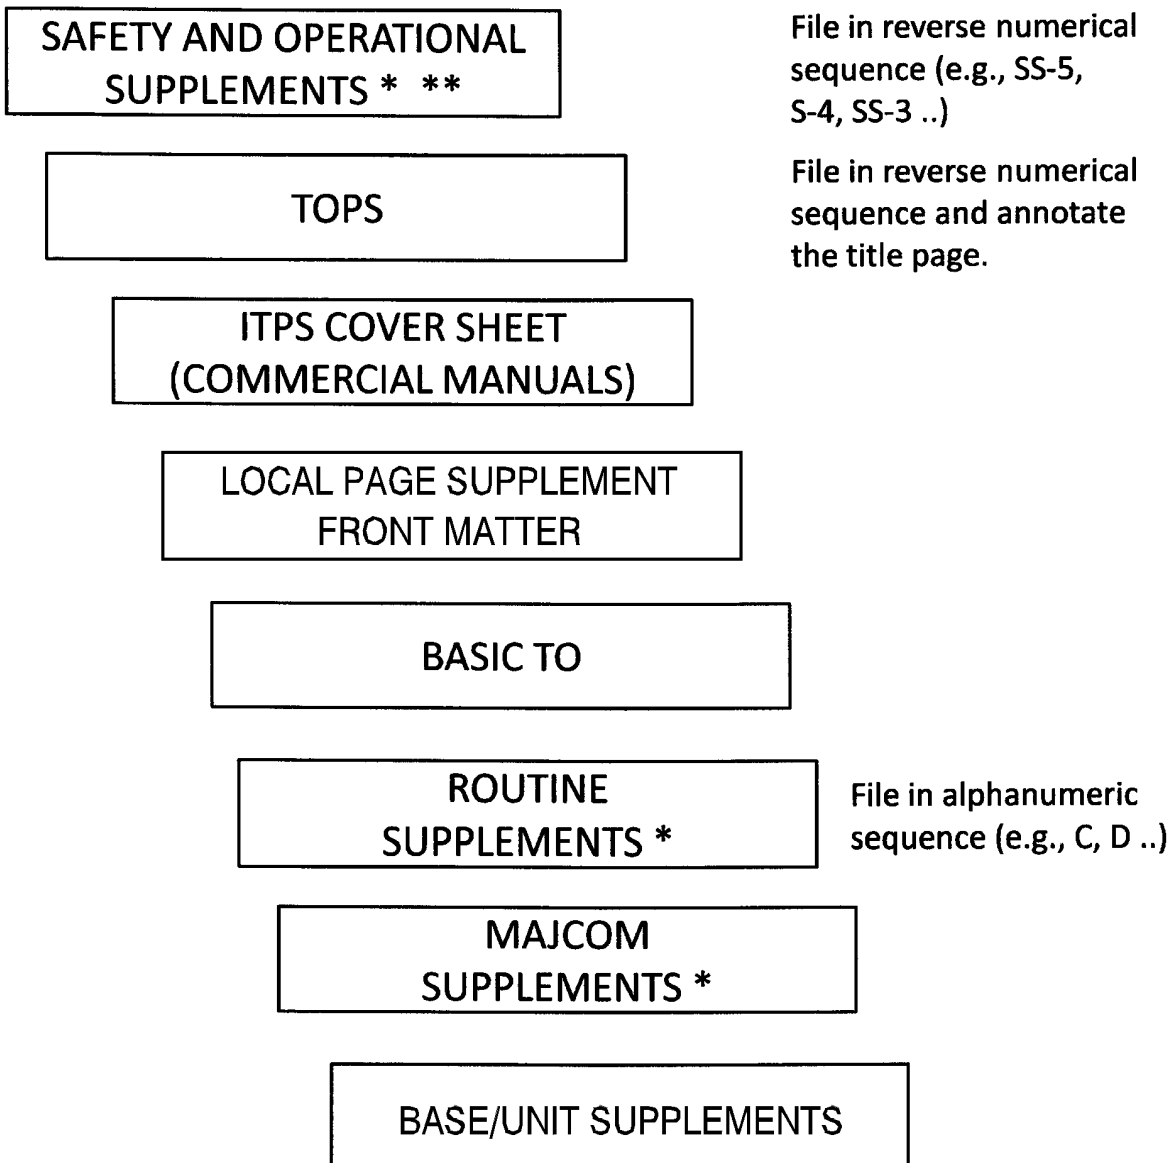 SAFETY AND OPERATIONAL
SUPPLEMENTS * **
File in reverse numerical
sequence (e.g., SS-5,
S-4, SS-3 ..)
TOPS
File in reverse numerical
sequence and annotate
the title page.
ITPS COVER SHEET
(COMMERCIAL MANUALS)
LOCAL PAGE SUPPLEMENT
FRONT MATTER
BASIC TO
ROUTINE
SUPPLEMENTS *
File in alphanumeric
sequence (e.g., C, D ..)
MAJCOM
SUPPLEMENTS *
BASE/UNIT SUPPLEMENTS